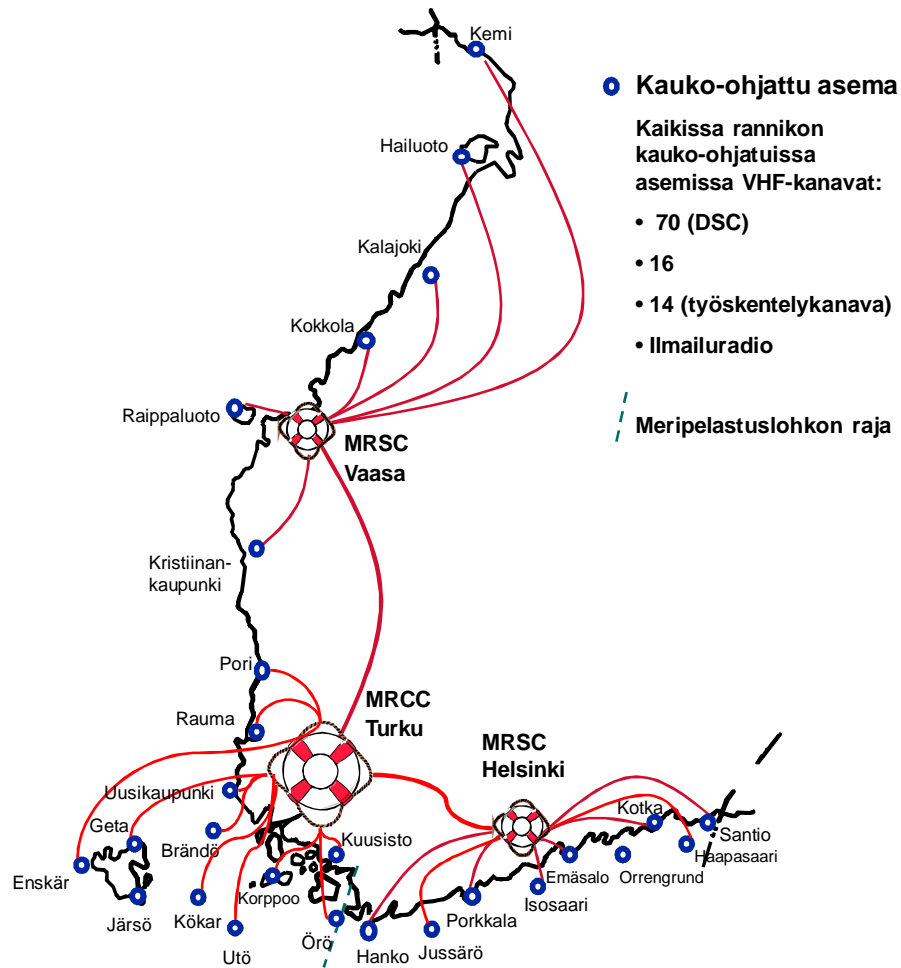 Kemi
Kauko-ohjattu asema
Kaikissa rannikon
kauko-ohjatuissa
asemissa VHF-kanavat:
• 70 (DSC)
• 16
• 14 (työskentelykanava)
• Ilmailuradio
Meripelastuslohkon raja
Hailuoto
Kalajoki
Kokkola
Raippaluoto
MRSC
Vaasa
Kristiinan-
kaupunki
Pori
Rauma
MRCC
Turku
MRSC
Helsinki
Uusikaupunki
Geta
Brändö
Kuusisto
Kotka
Santio
Haapasaari
Enskär
Järsö
Kökar
Korppoo
Emäsalo
Orrengrund
Isosaari
Porkkala
Utö
Örö
Hanko
Jussärö